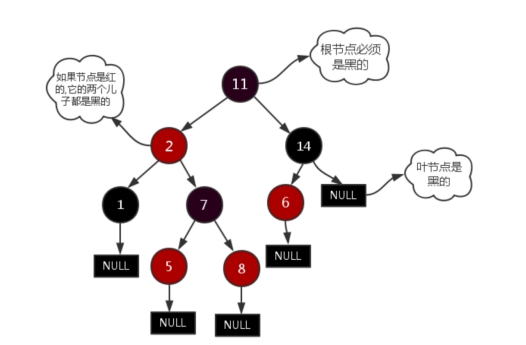 根节点必须
是黑的
如果节点是红
的,它的两个儿
子都是黑的
11
2
14
叶节点是
黑的
1
7
6
NULL
NULL
5
8
NULL
NULL
NULL